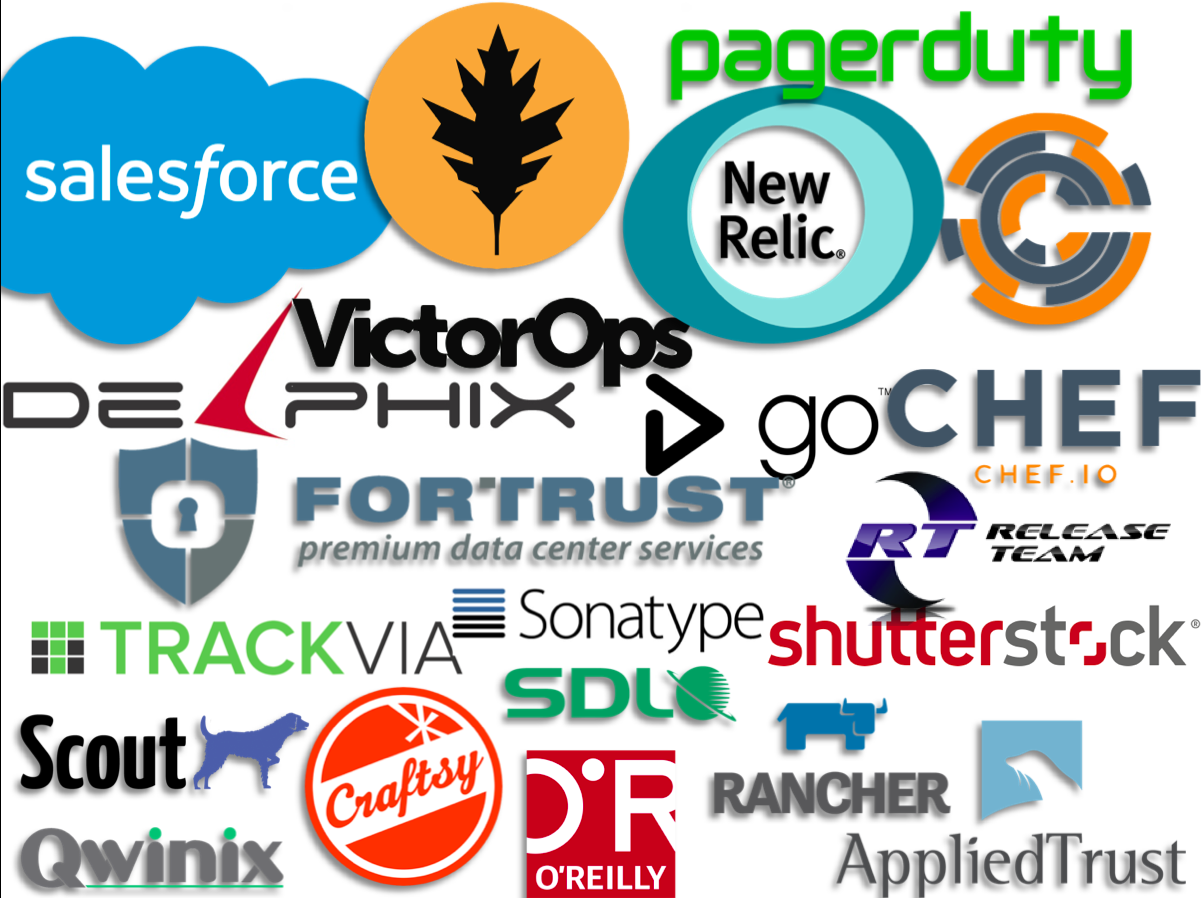 pagerduty
salesforce
New
Relic®
VictorOps
DELPHIX
go™
CHEF
CHEF.IO
FORTRUST®
premium data center services
RT RELEASE
TEAM
Sonatype
TRACKVIA
shutterstock®
SDL
Scout
Craftsy
RANCHER
O'R
O'REILLY
Qwinix
AppliedTrust